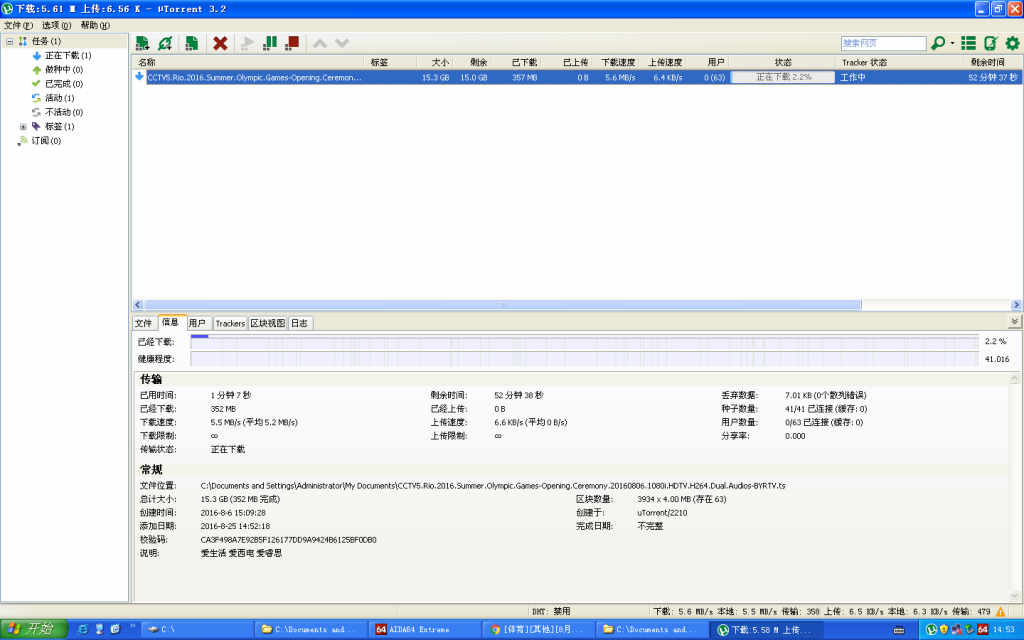 下载:5.61 M 上传:6.56 K - μTorrent 3.2
文件(F) 选项(O) 帮助(H)
任务 (1)
正在下载 (1)
做种中 (0)
已完成 (0)
活动 (1)
不活动 (0)
标签 (1)
订阅 (0)
搜索网页
名称 标签 大小 剩余 已下载 已上传 下载速度 上传速度 用户 状态 Tracker 状态 剩余时间
CCTV5.Rio.2016.Summer.Olympic.Games-Opening.Ceremon... 15.3 GB 15.0 GB 357 MB 0 B 5.6 MB/s 6.4 KB/s 0 (63) 正在下载 2.2% 工作中 52 分钟 37 秒
文件 信息 用户 Trackers 区块视图 日志
已经下载: 2.2 %
健康程度: 41.016
传输
已用时间: 1 分钟 7 秒 剩余时间: 52 分钟 38 秒 丢弃数据: 7.01 KB (0个散列错误)
已经下载: 352 MB 已经上传: 0 B 种子数量: 41/41 已连接 (缓存: 0)
下载速度: 5.5 MB/s (平均 5.2 MB/s) 上传速度: 6.6 KB/s (平均 0 B/s) 用户数量: 0/63 已连接 (缓存: 0)
下载限制: ∞ 上传限制: ∞ 分享率: 0.000
传输状态: 正在下载
常规
文件位置: C:\Documents and Settings\Administrator\My Documents\CCTV5.Rio.2016.Summer.Olympic.Games-Opening.Ceremony.20160806.1080i.HDTV.H264.Dual.Audios-BYRTV.ts
总计大小: 15.3 GB (352 MB 完成) 区块数量: 3934 x 4.00 MB (存在 63)
创建时间: 2016-8-6 15:09:28 创建于: uTorrent/2210
添加日期: 2016-8-25 14:52:18 完成日期: 不完整
校验码: CA3F498A7E92B5F126177DD9A9424B6125BF0DB0
说明: 爱生活 爱西电 爱睿思
DHT: 禁用 下载: 5.6 MB/s 本地: 5.5 MB/s 传输: 358 上传: 6.5 KB/s 本地: 6.3 KB/s 传输: 479
开始 C:\ C:\Documents and... AIDA64 Extreme [体育][其他][8月... C:\Documents and... 下载:5.58 M 上传... 64 14:53